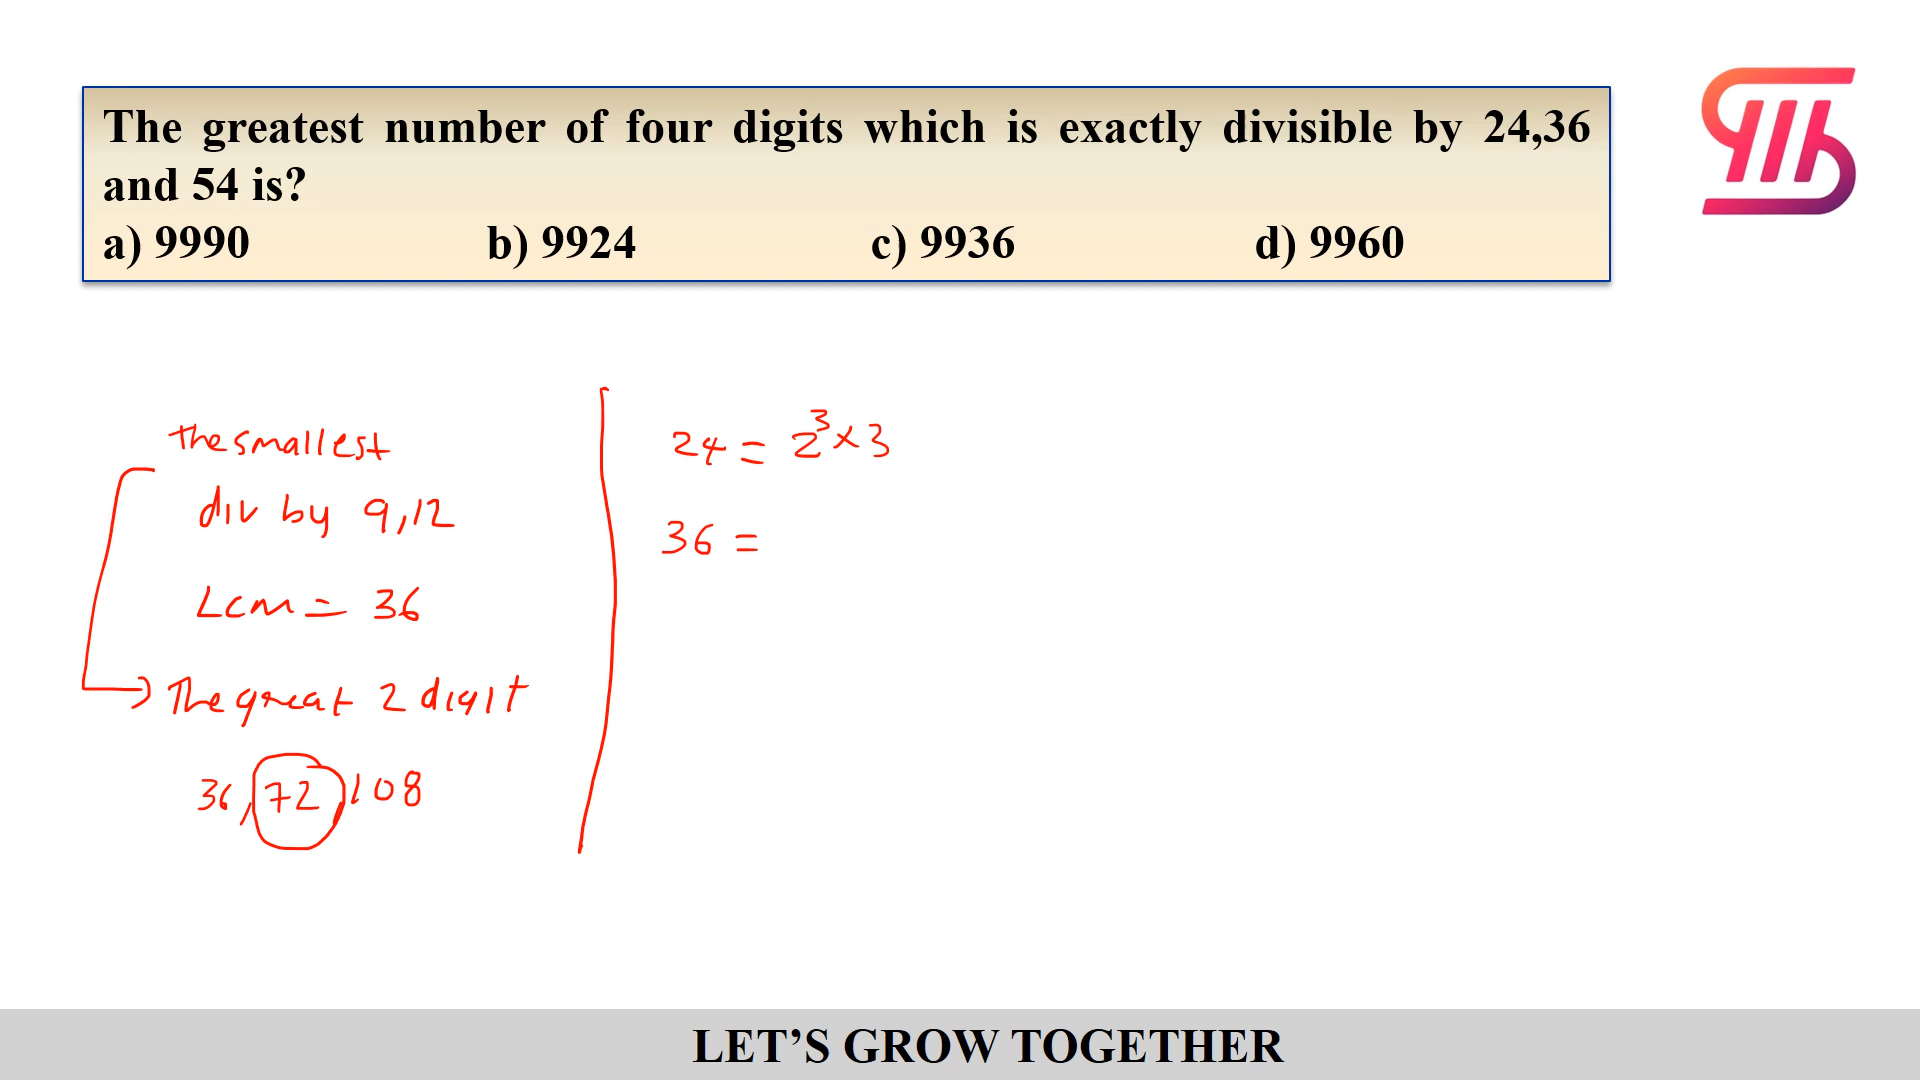 The greatest number of four digits which is exactly divisible by 24,36
and 54 is?
a) 9990 b) 9924 c) 9936 d) 9960
the smallest
div by 9,12
Lcm = 36
The great 2 digit
36, 72, 108
24 = 2³ × 3
36 =
LET’S GROW TOGETHER